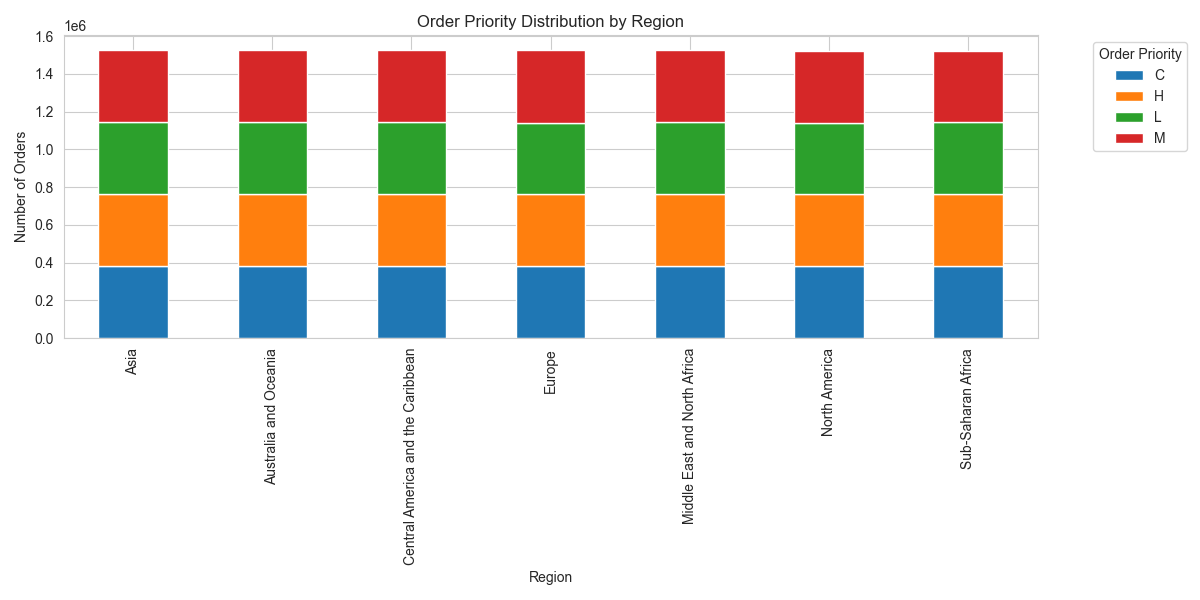 Order Priority Distribution by Region
1e6
1.6
1.4
1.2
1.0
0.8
0.6
0.4
0.2
0.0
Number of Orders
Asia
Australia and Oceania
Central America and the Caribbean
Europe
Middle East and North Africa
North America
Sub-Saharan Africa
Region
Order Priority
C
H
L
M